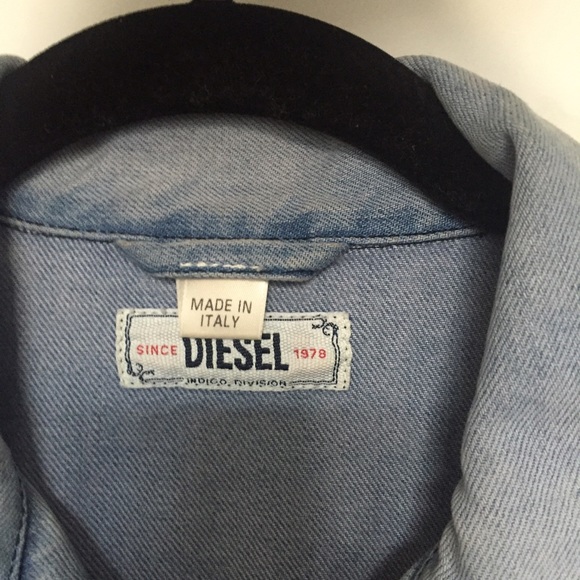 MADE IN
ITALY
SINCE DIESEL 1978
INDIGO. DIVISION